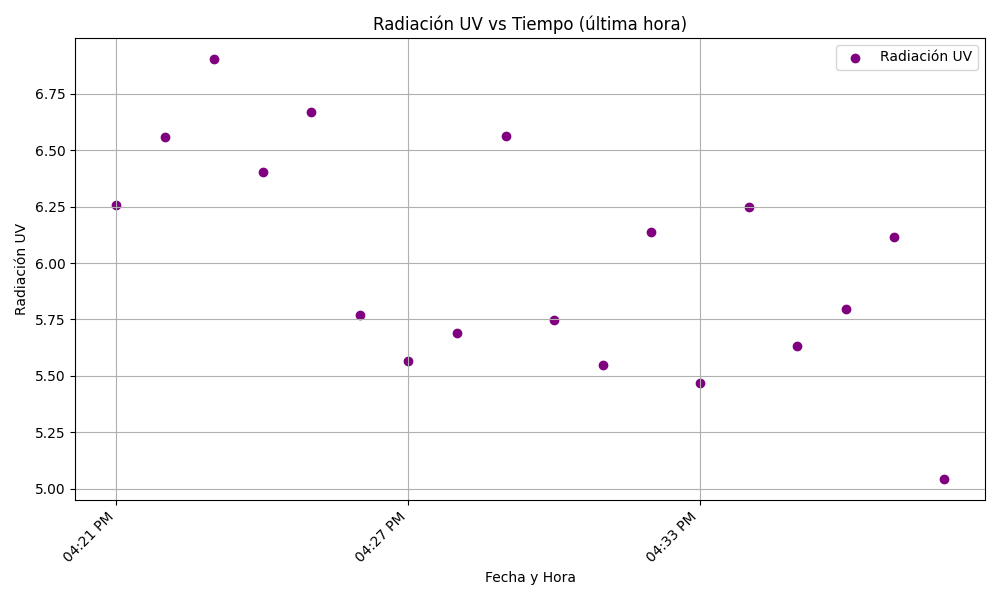 Radiación UV vs Tiempo (última hora)
Radiación UV
6.75
6.50
6.25
6.00
5.75
5.50
5.25
5.00
Radiación UV
04:21 PM
04:27 PM
04:33 PM
Fecha y Hora